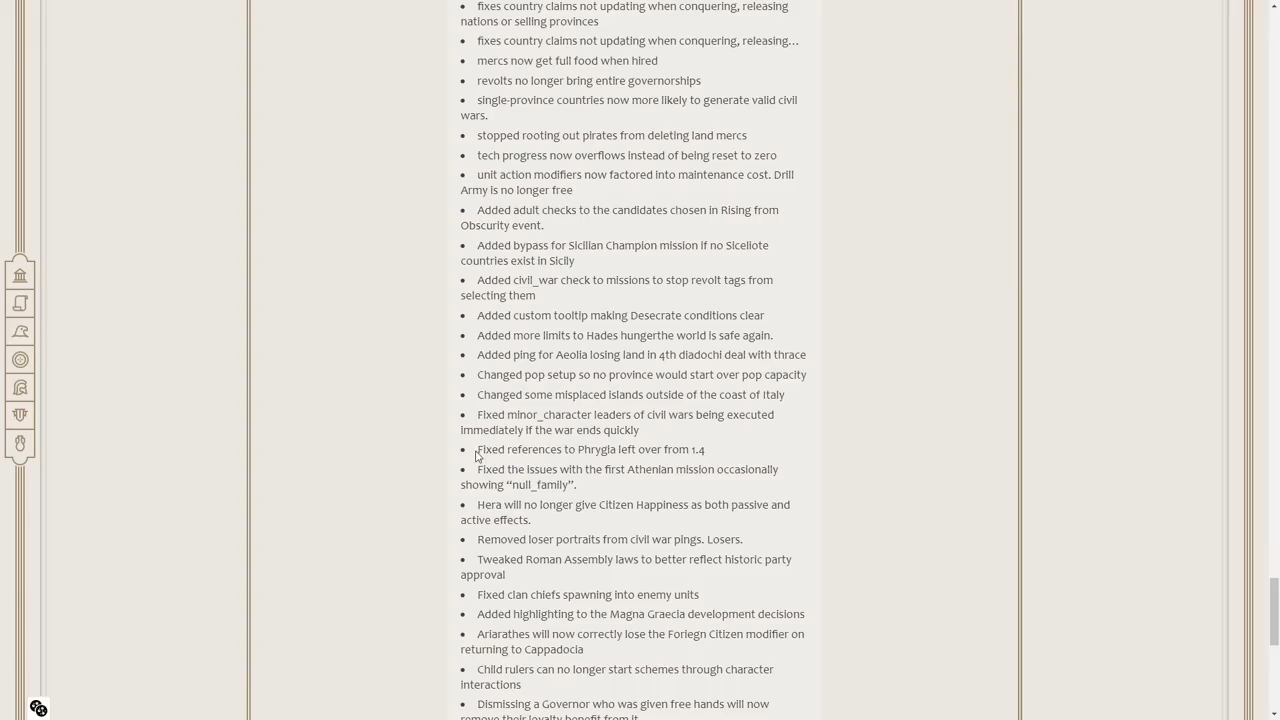 • fixes country claims not updating when conquering, releasing
nations or selling provinces
• fixes country claims not updating when conquering, releasing...
• mercs now get full food when hired
• revolts no longer bring entire governorships
• single-province countries now more likely to generate valid civil
wars.
• stopped rooting out pirates from deleting land mercs
• tech progress now overflows instead of being reset to zero
• unit action modifiers now factored into maintenance cost. Drill
Army is no longer free
• Added adult checks to the candidates chosen in Rising from
Obscurity event.
• Added bypass for Sicilian Champion mission if no Siceliote
countries exist in Sicily
• Added civil_war check to missions to stop revolt tags from
selecting them
• Added custom tooltip making Desecrate conditions clear
• Added more limits to Hades hungerthe world is safe again.
• Added ping for Aeolia losing land in 4th diadochi deal with thrace
• Changed pop setup so no province would start over pop capacity
• Changed some misplaced islands outside of the coast of Italy
• Fixed minor_character leaders of civil wars being executed
immediately if the war ends quickly
• Fixed references to Phrygia left over from 1.4
• Fixed the issues with the first Athenian mission occasionally
showing “null_family”.
• Hera will no longer give Citizen Happiness as both passive and
active effects.
• Removed loser portraits from civil war pings. Losers.
• Tweaked Roman Assembly laws to better reflect historic party
approval
• Fixed clan chiefs spawning into enemy units
• Added highlighting to the Magna Graecia development decisions
• Ariarathes will now correctly lose the Foriegn Citizen modifier on
returning to Cappadocia
• Child rulers can no longer start schemes through character
interactions
• Dismissing a Governor who was given free hands will now
remove their loyalty benefit from it